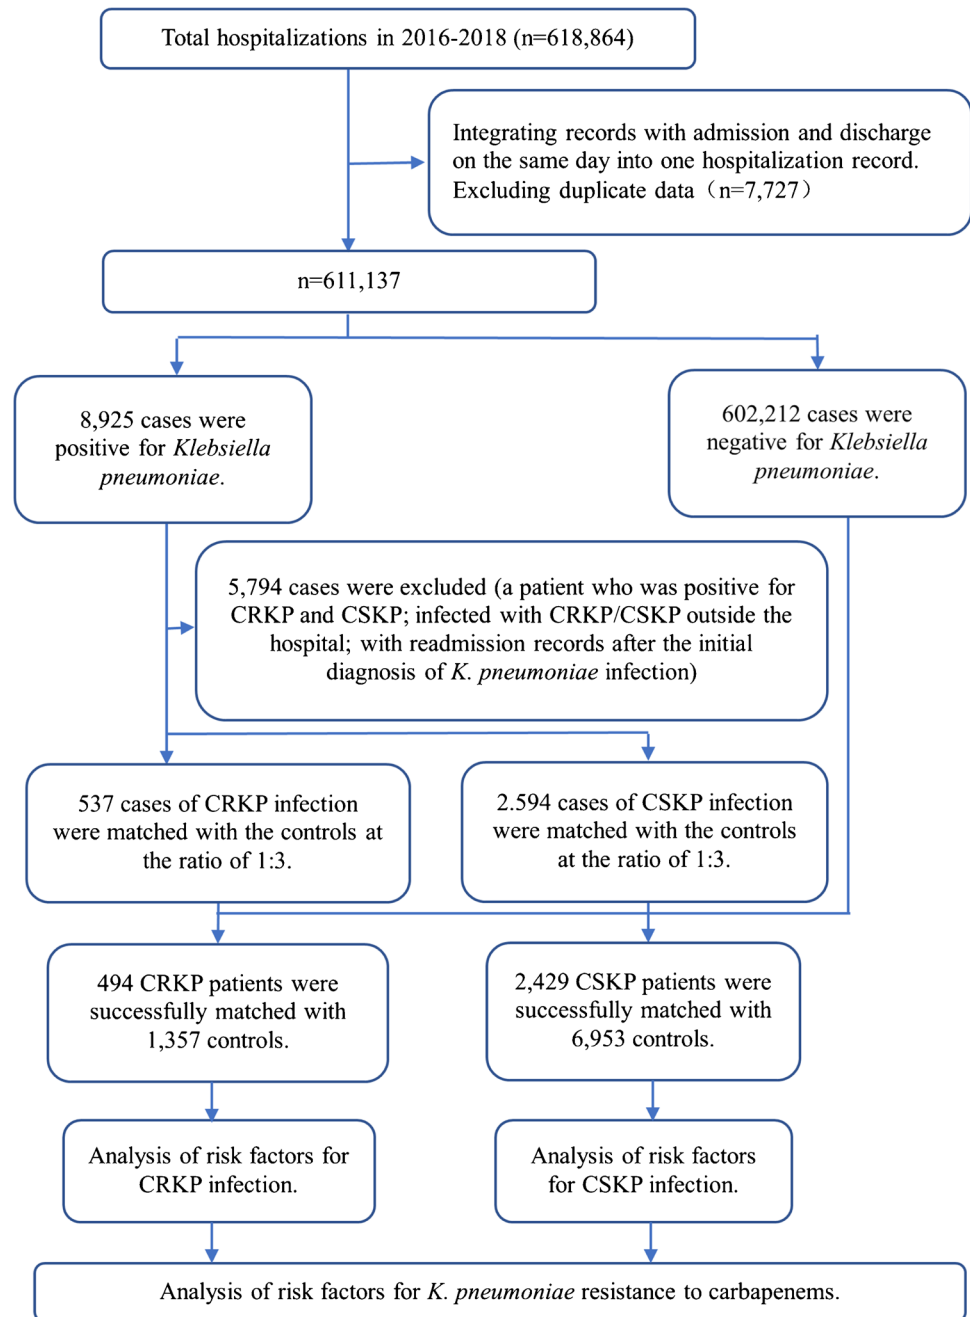 Total hospitalizations in 2016-2018 (n=618,864)
Integrating records with admission and discharge
on the same day into one hospitalization record.
Excluding duplicate data（n=7,727）
n=611,137
8,925 cases were
positive for Klebsiella
pneumoniae.
602,212 cases were
negative for Klebsiella
pneumoniae.
5,794 cases were excluded (a patient who was positive for
CRKP and CSKP; infected with CRKP/CSKP outside the
hospital; with readmission records after the initial
diagnosis of K. pneumoniae infection)
537 cases of CRKP infection
were matched with the controls at
the ratio of 1:3.
2.594 cases of CSKP infection
were matched with the controls
at the ratio of 1:3.
494 CRKP patients were
successfully matched with
1,357 controls.
2,429 CSKP patients were
successfully matched with
6,953 controls.
Analysis of risk factors for
CRKP infection.
Analysis of risk factors
for CSKP infection.
Analysis of risk factors for K. pneumoniae resistance to carbapenems.